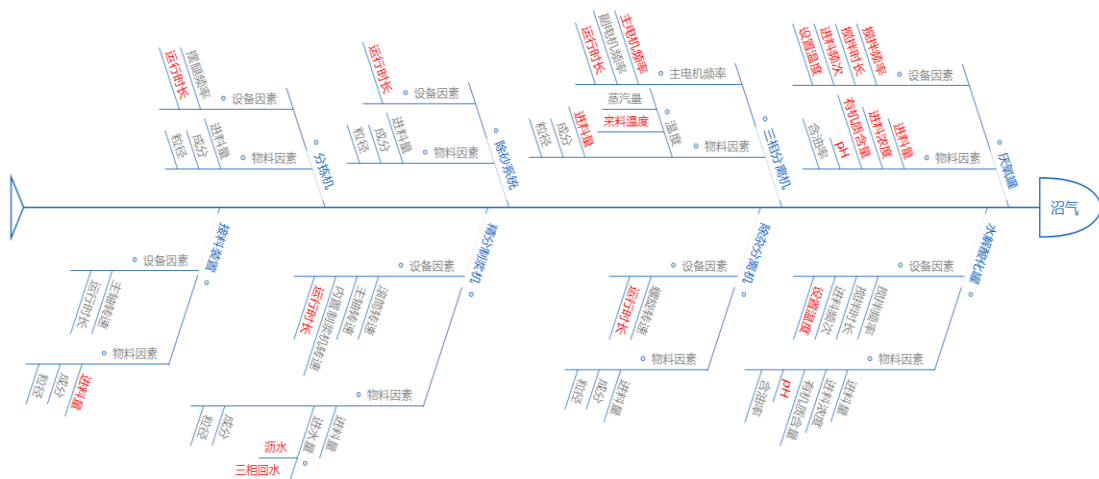 运行时长
摆腿频率
设备因素
粒径
成分
进料量
物料因素
分拣机
运行时长
设备因素
粒径
成分
进料量
物料因素
除砂系统
运行时长
副电机频率
主电机频率
主电机频率
蒸汽量
来料温度
温度
粒径
成分
进料量
物料因素
三相分离机
设置温度
进料频次
搅拌时长
搅拌频率
设备因素
含油率
pH
有机质含量
进料浓度
进料量
物料因素
厌氧罐
沼气
接料装置
设备因素
运行时长
主轴转速
物料因素
粒径
成分
进料量
精分制浆机
设备因素
运行时长
内置制浆机转速
主轴转速
滚筒转速
物料因素
粒径
成分
进水量
进料量
沥水
三相回水
除杂分离机
设备因素
运行时长
螺旋转速
物料因素
粒径
成分
进料量
水解酸化罐
设备因素
设置温度
进料频次
搅拌时长
搅拌频率
物料因素
含油率
pH
有机质含量
进料浓度
进料量